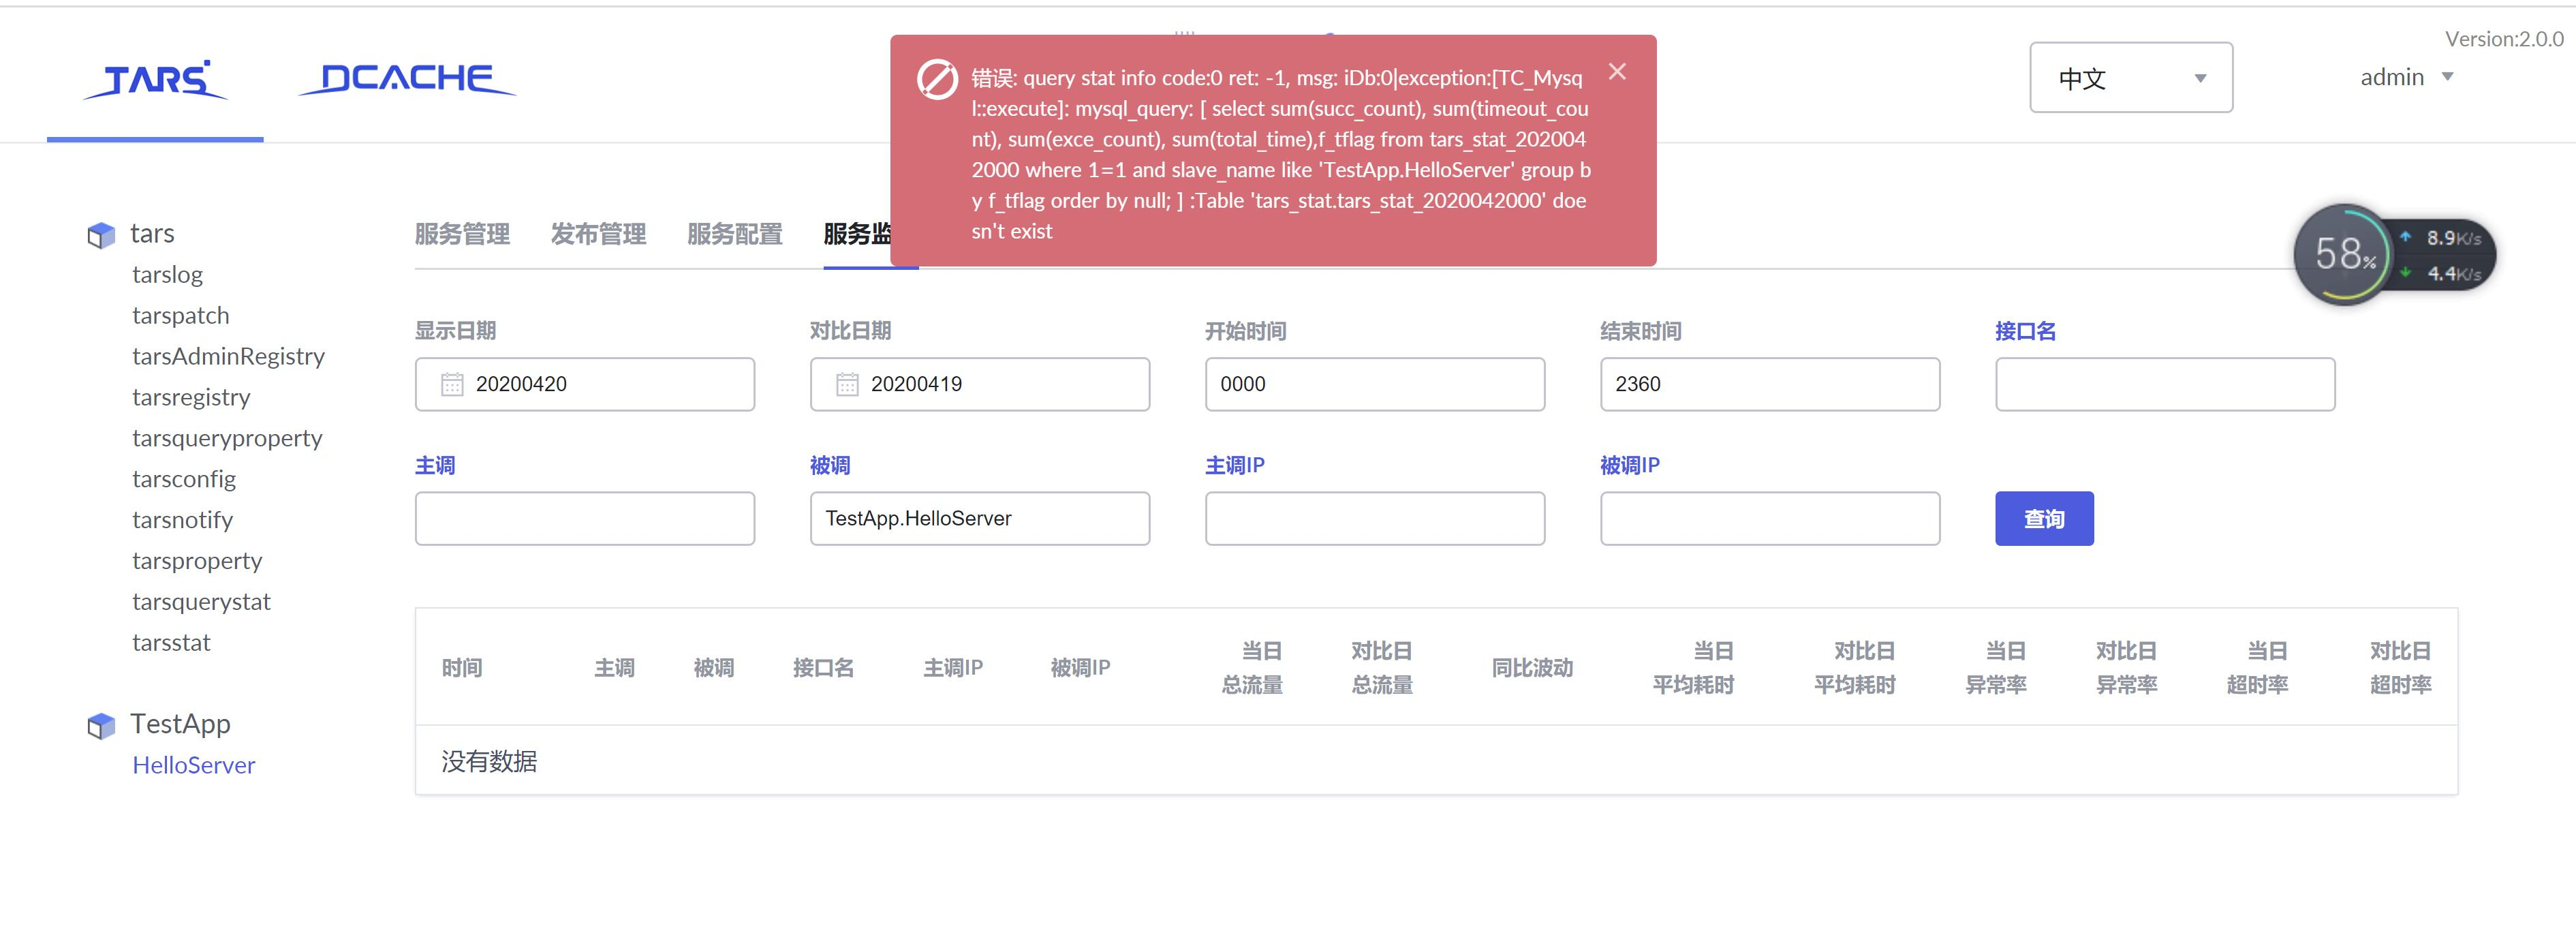 Version:2.0.0
TARS
DCACHE
中文
admin
错误: query stat info code:0 ret: -1, msg: iDb:0|exception:[TC_Mysq
l::execute]: mysql_query: [ select sum(succ_count), sum(timeout_cou
nt), sum(exce_count), sum(total_time),f_tflag from tars_stat_202004
2000 where 1=1 and slave_name like 'TestApp.HelloServer' group b
y f_tflag order by null; ] :Table 'tars_stat.tars_stat_2020042000' doe
sn't exist
58%
8.9K/s
4.4K/s
tars
tarslog
tarspatch
tarsAdminRegistry
tarsregistry
tarsqueryproperty
tarsconfig
tarsnotify
tarsproperty
tarsquerystat
tarsstat
TestApp
HelloServer
服务管理 发布管理 服务配置 服务监
显示日期 对比日期 开始时间 结束时间 接口名
20200420 20200419 0000 2360
主调 被调 主调IP 被调IP
TestApp.HelloServer
查询
时间 主调 被调 接口名 主调IP 被调IP 当日总流量 对比日总流量 同比波动 当日平均耗时 对比日平均耗时 当日异常率 对比日异常率 当日超时率 对比日超时率
没有数据